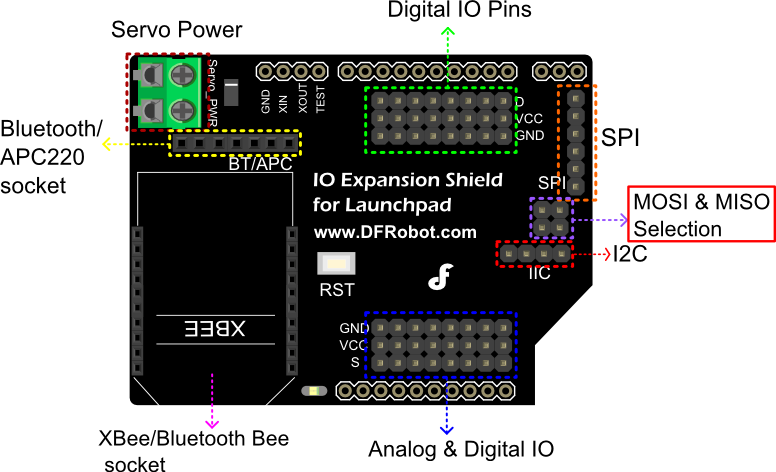 Digital IO Pins
Servo Power
Servo_PWR
GND
XIN
XOUT
TEST
D
VCC
GND
SPI
Bluetooth/
APC220
socket
BT/APC
IO Expansion Shield
for Launchpad
www.DFRobot.com
SPI
MOSI & MISO
Selection
I2C
IIC
RST
XBEE
GND
VCC
S
XBee/Bluetooth Bee
socket
Analog & Digital IO